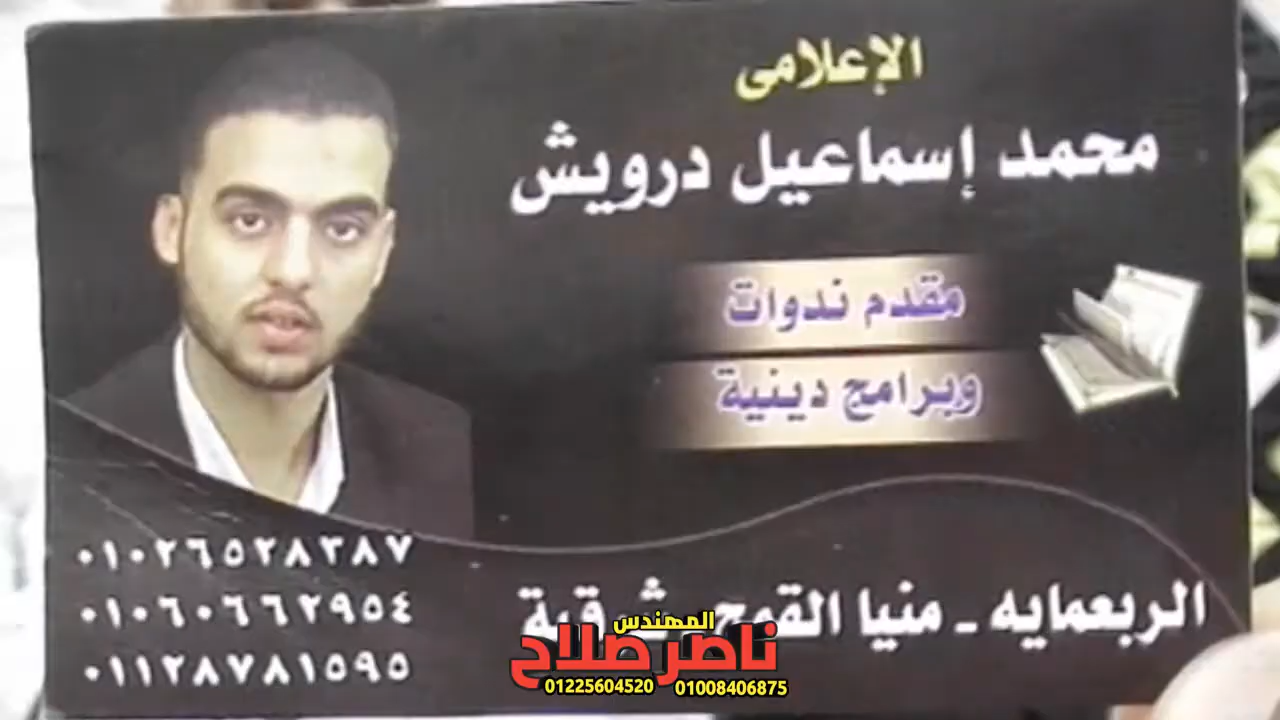 الإعلامى
محمد إسماعيل درويش
مقدم ندوات
وبرامج دينية
٠١٠٢٦٥٢٨٣٨٧
٠١٠٦٠٦٦٢٩٥٤
٠١١٢٨٧٨١٥٩٥
الربعمايه ـ منيا القمح ـ شرقية
المهندس
ناصر صلاح
01225604520 01008406875